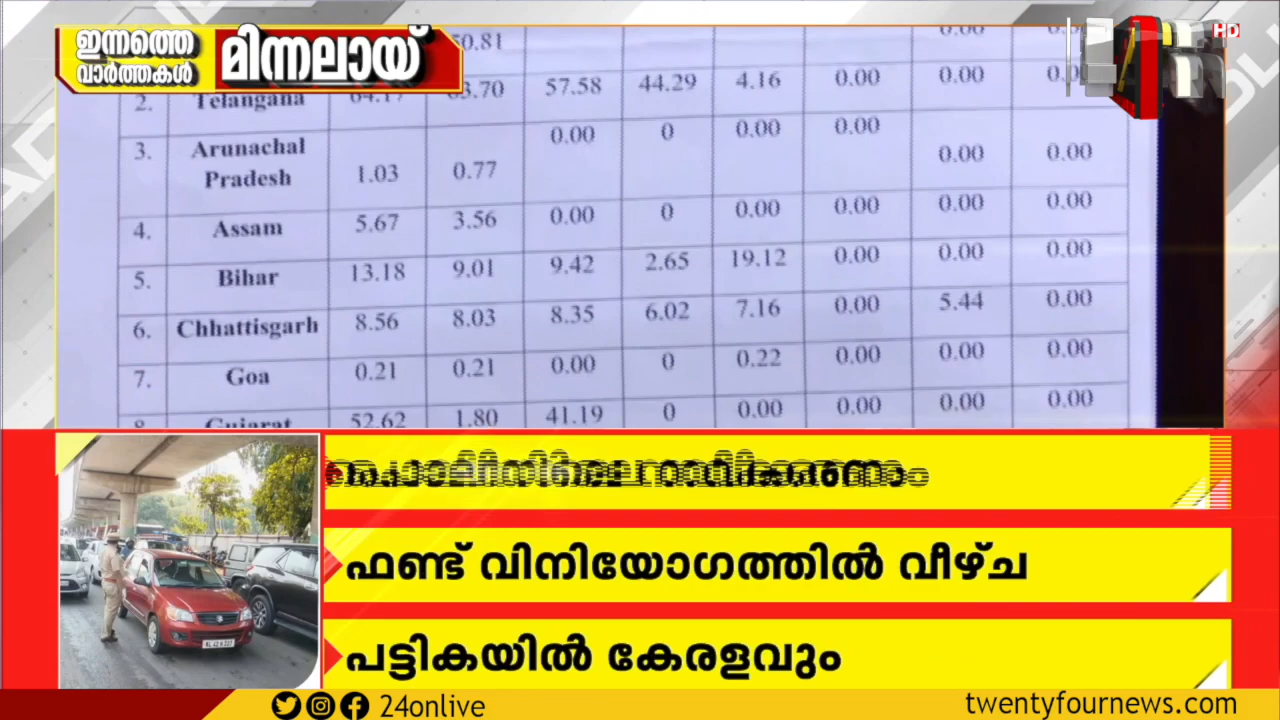 ഇന്നത്തെ
വാർത്തകൾ
മിന്നലായ്
HD
50.81 0.00
2. Telangana 64.17 63.70 57.58 44.29 4.16 0.00 0.00
3. Arunachal Pradesh 1.03 0.77 0.00 0 0.00 0.00 0.00 0.00
4. Assam 5.67 3.56 0.00 0 0.00 0.00 0.00 0.00
5. Bihar 13.18 9.01 9.42 2.65 19.12 0.00 0.00 0.00
6. Chhattisgarh 8.56 8.03 8.35 6.02 7.16 0.00 5.44 0.00
7. Goa 0.21 0.21 0.00 0 0.22 0.00 0.00 0.00
8. Gujarat 52.62 1.80 41.19 0 0.00 0.00 0.00 0.00
ഫണ്ട് വിനിയോഗത്തിൽ വീഴ്ച
പട്ടികയിൽ കേരളവും
24onlive
twentyfournews.com